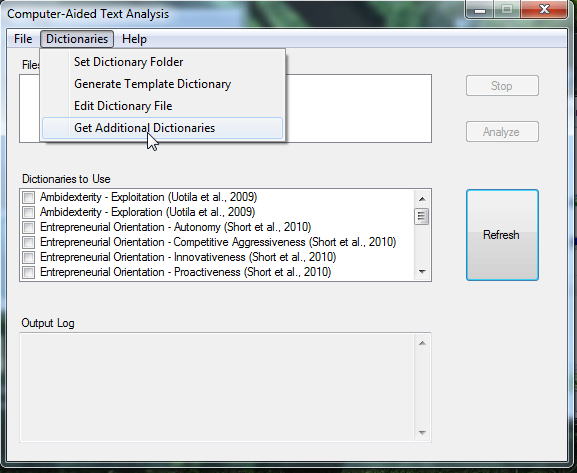 Computer-Aided Text Analysis
File Dictionaries Help
Set Dictionary Folder
Generate Template Dictionary
Edit Dictionary File
Get Additional Dictionaries
Files
Stop
Analyze
Dictionaries to Use
Ambidexterity - Exploitation (Uotila et al., 2009)
Ambidexterity - Exploration (Uotila et al., 2009)
Entrepreneurial Orientation - Autonomy (Short et al., 2010)
Entrepreneurial Orientation - Competitive Aggressiveness (Short et al., 2010)
Entrepreneurial Orientation - Innovativeness (Short et al., 2010)
Entrepreneurial Orientation - Proactiveness (Short et al., 2010)
Refresh
Output Log